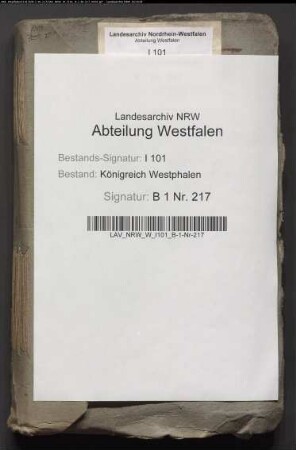 Landesarchiv Nordrhein-Westfalen
Abteilung Westfalen
I 101
Landesarchiv NRW
Abteilung Westfalen
Bestands-Signatur: I 101
Bestand: Königreich Westphalen
Signatur: B 1 Nr. 217
LAV_NRW_W_I101_B-1-Nr-217